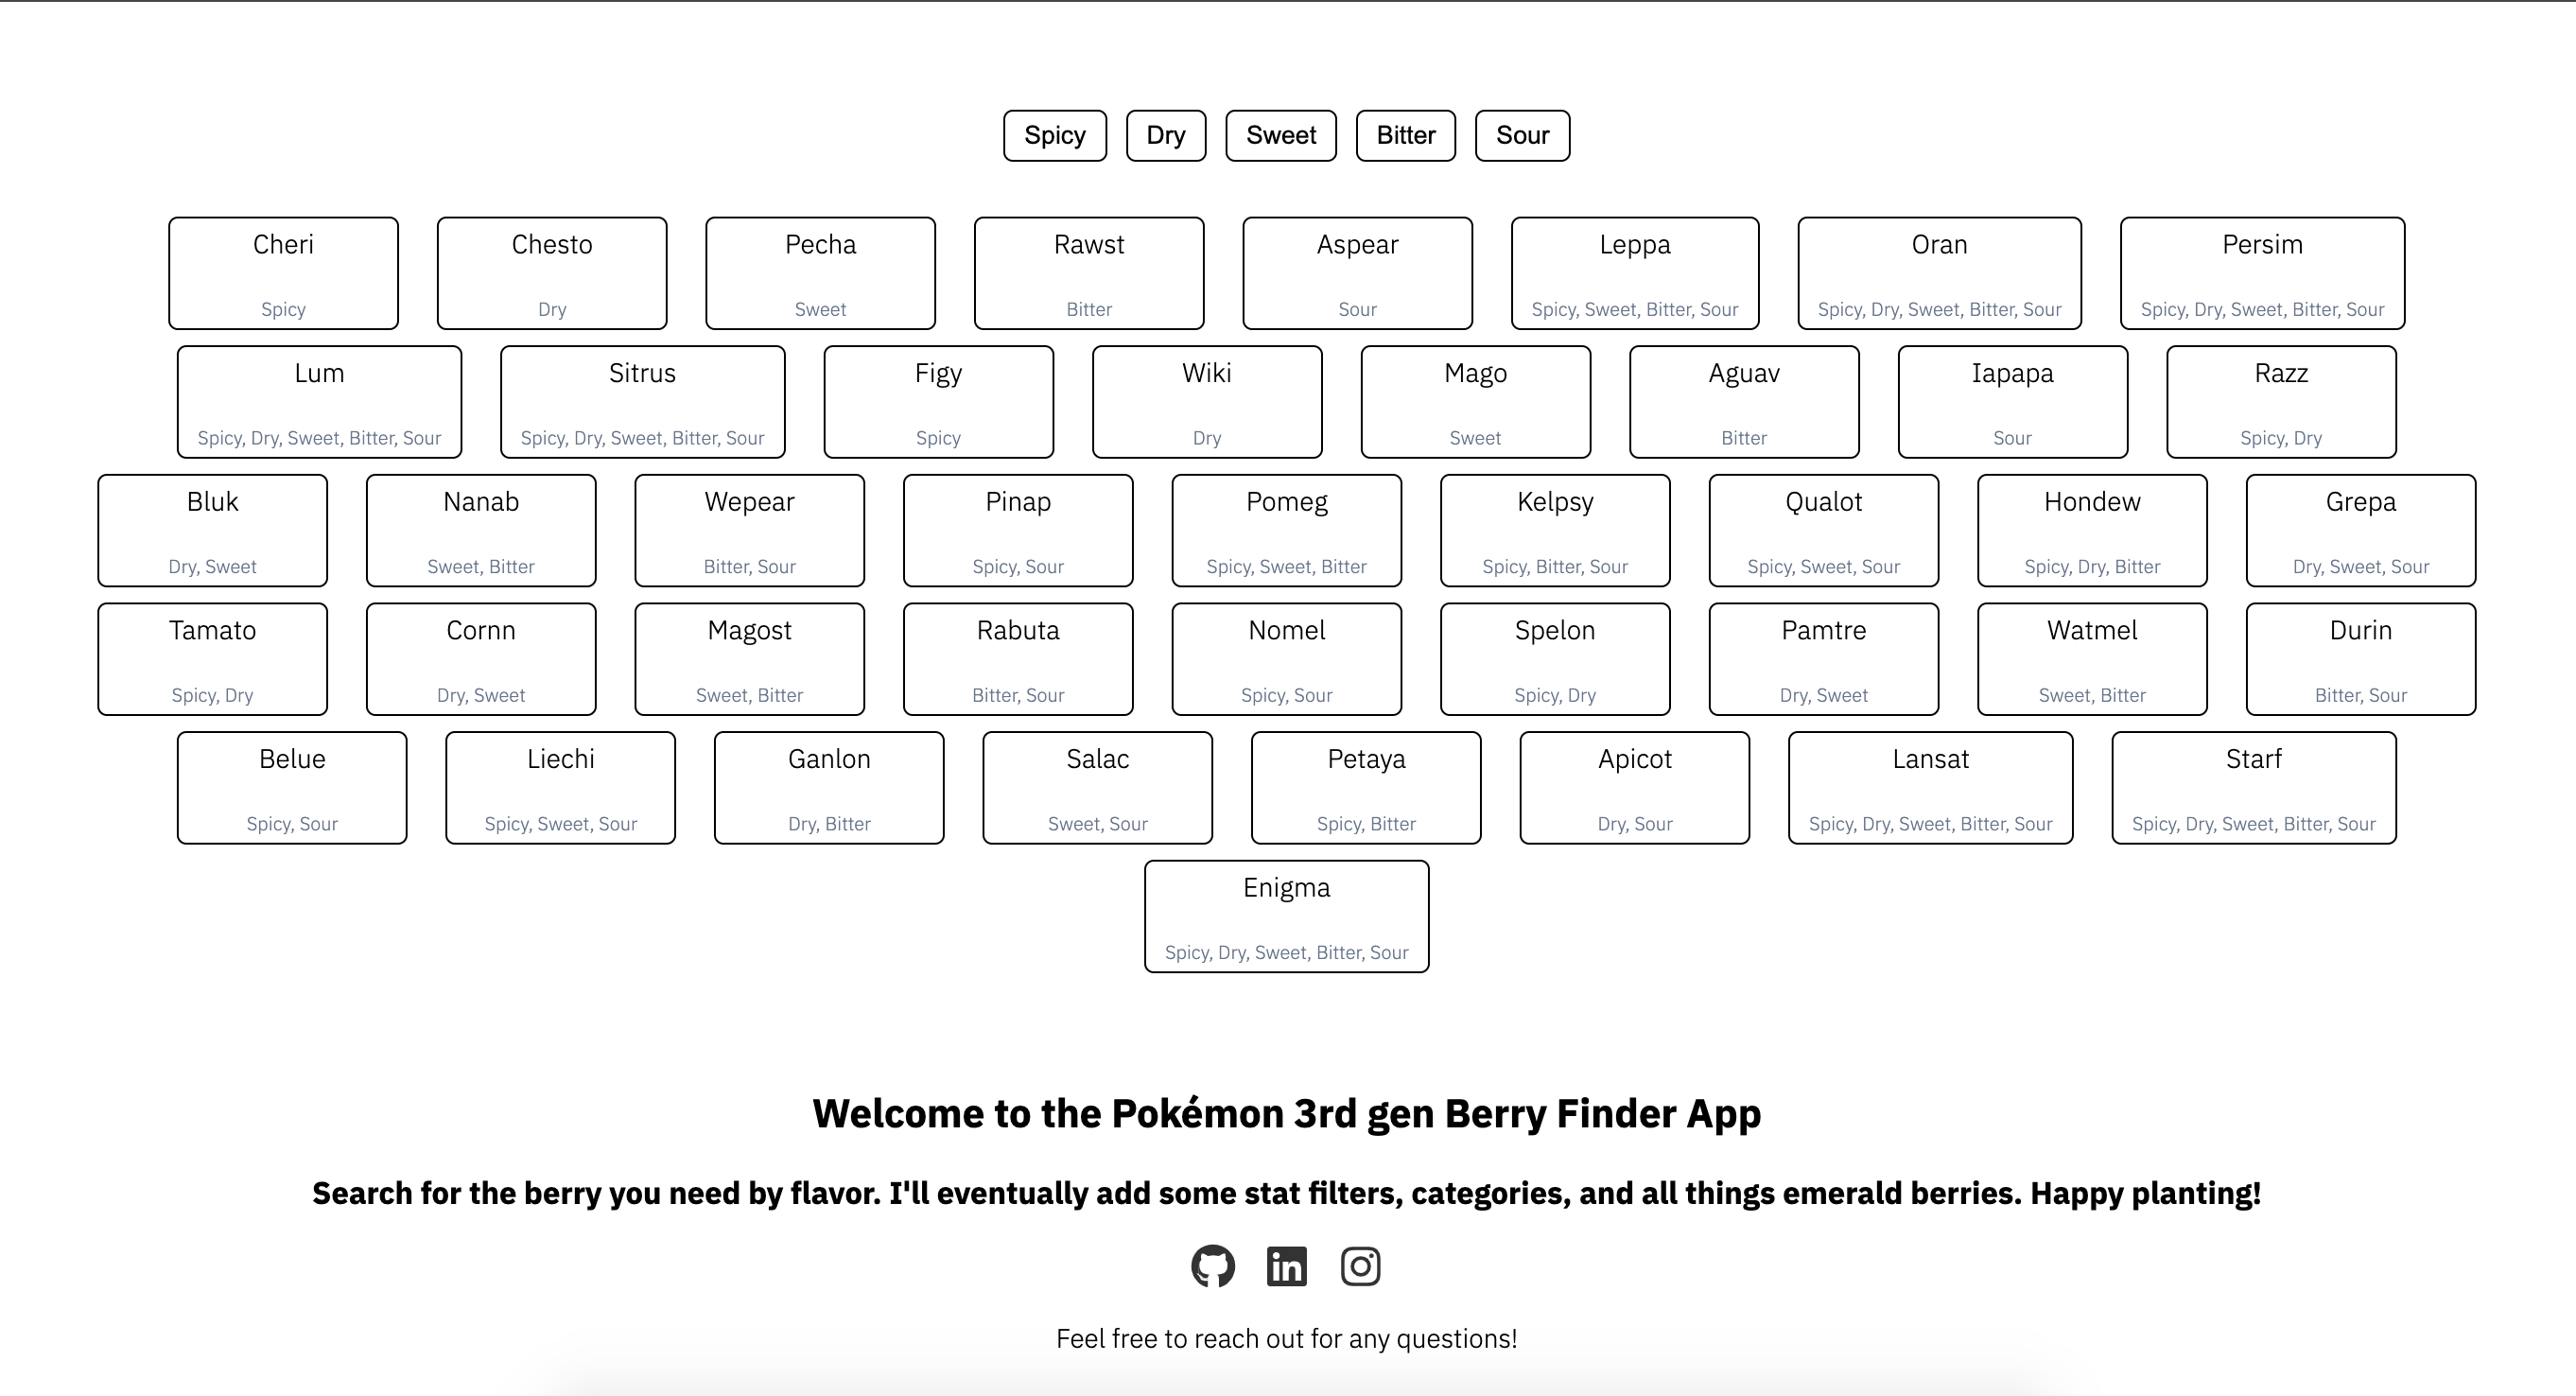 Spicy Dry Sweet Bitter Sour
Cheri Chesto Pecha Rawst Aspear Leppa Oran Persim
Spicy Dry Sweet Bitter Sour Spicy, Sweet, Bitter, Sour Spicy, Dry, Sweet, Bitter, Sour Spicy, Dry, Sweet, Bitter, Sour
Lum Sitrus Figy Wiki Mago Aguav Iapapa Razz
Spicy, Dry, Sweet, Bitter, Sour Spicy, Dry, Sweet, Bitter, Sour Spicy Dry Sweet Bitter Sour Spicy, Dry
Bluk Nanab Wepear Pinap Pomeg Kelpsy Qualot Hondew Grepa
Dry, Sweet Sweet, Bitter Bitter, Sour Spicy, Sour Spicy, Sweet, Bitter Spicy, Bitter, Sour Spicy, Sweet, Sour Spicy, Dry, Bitter Dry, Sweet, Sour
Tamato Cornn Magost Rabuta Nomel Spelon Pamtre Watmel Durin
Spicy, Dry Dry, Sweet Sweet, Bitter Bitter, Sour Spicy, Sour Spicy, Dry Dry, Sweet Sweet, Bitter Bitter, Sour
Belue Liechi Ganlon Salac Petaya Apicot Lansat Starf
Spicy, Sour Spicy, Sweet, Sour Dry, Bitter Sweet, Sour Spicy, Bitter Dry, Sour Spicy, Dry, Sweet, Bitter, Sour Spicy, Dry, Sweet, Bitter, Sour
Enigma
Spicy, Dry, Sweet, Bitter, Sour
Welcome to the Pokémon 3rd gen Berry Finder App
Search for the berry you need by flavor. I'll eventually add some stat filters, categories, and all things emerald berries. Happy planting!
in
Feel free to reach out for any questions!